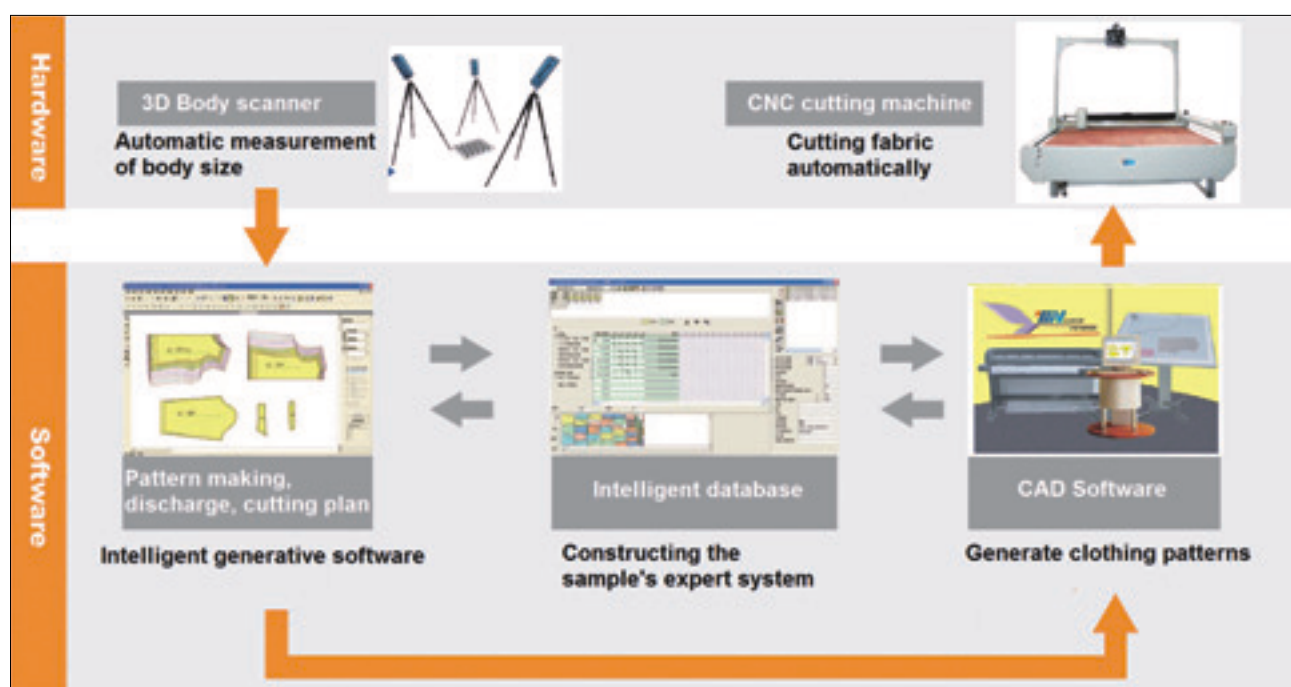 Hardware
3D Body scanner
Automatic measurement
of body size
CNC cutting machine
Cutting fabric
automatically
Software
Pattern making,
discharge, cutting plan
Intelligent generative software
Intelligent database
Constructing the
sample's expert system
CAD Software
Generate clothing patterns